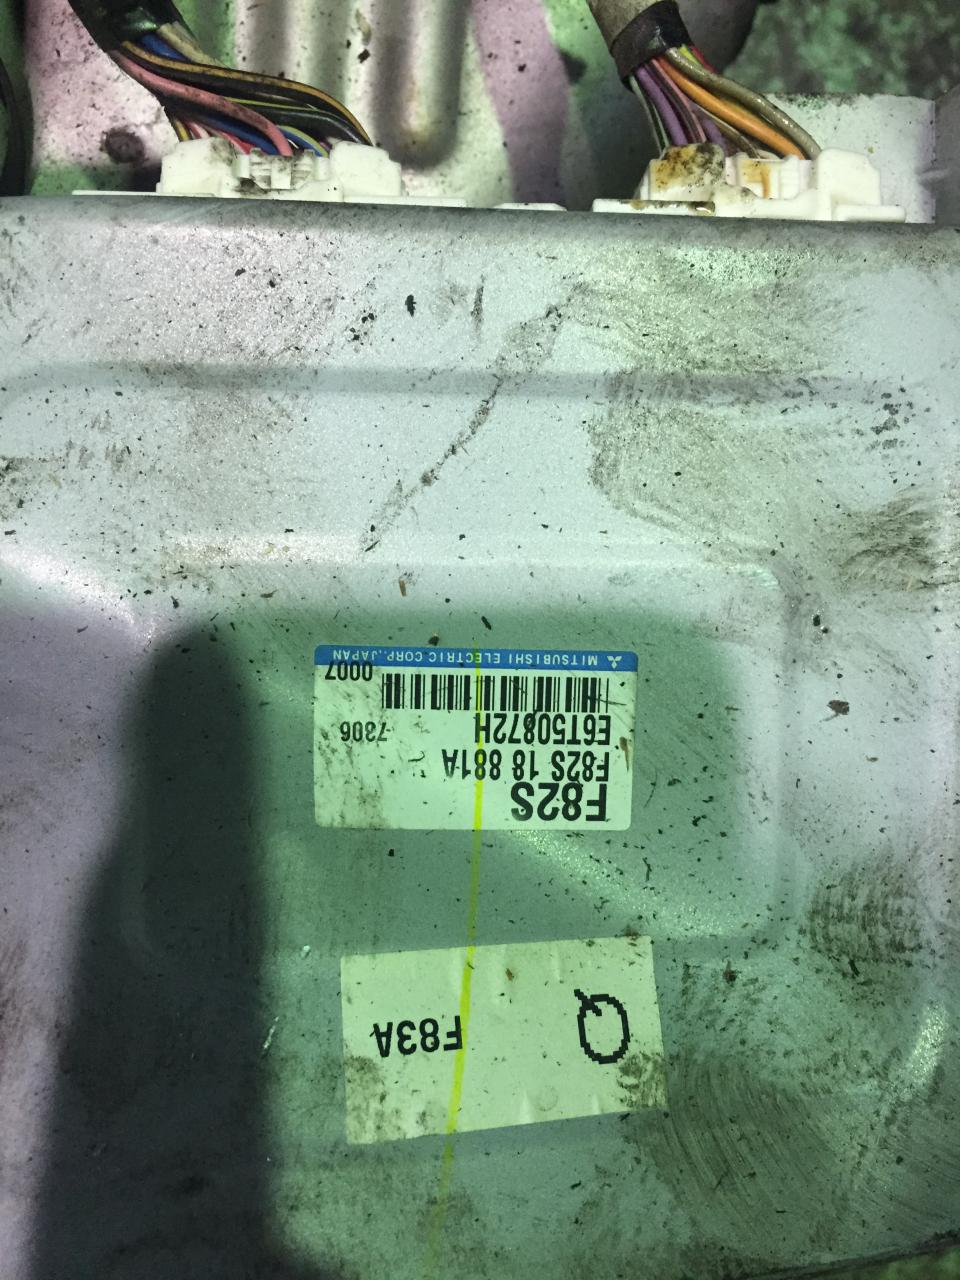 F82S
F82S 18 881A
E6T50872H 7306
0007
MITSUBISHI ELECTRIC CORP., JAPAN
Q F83A